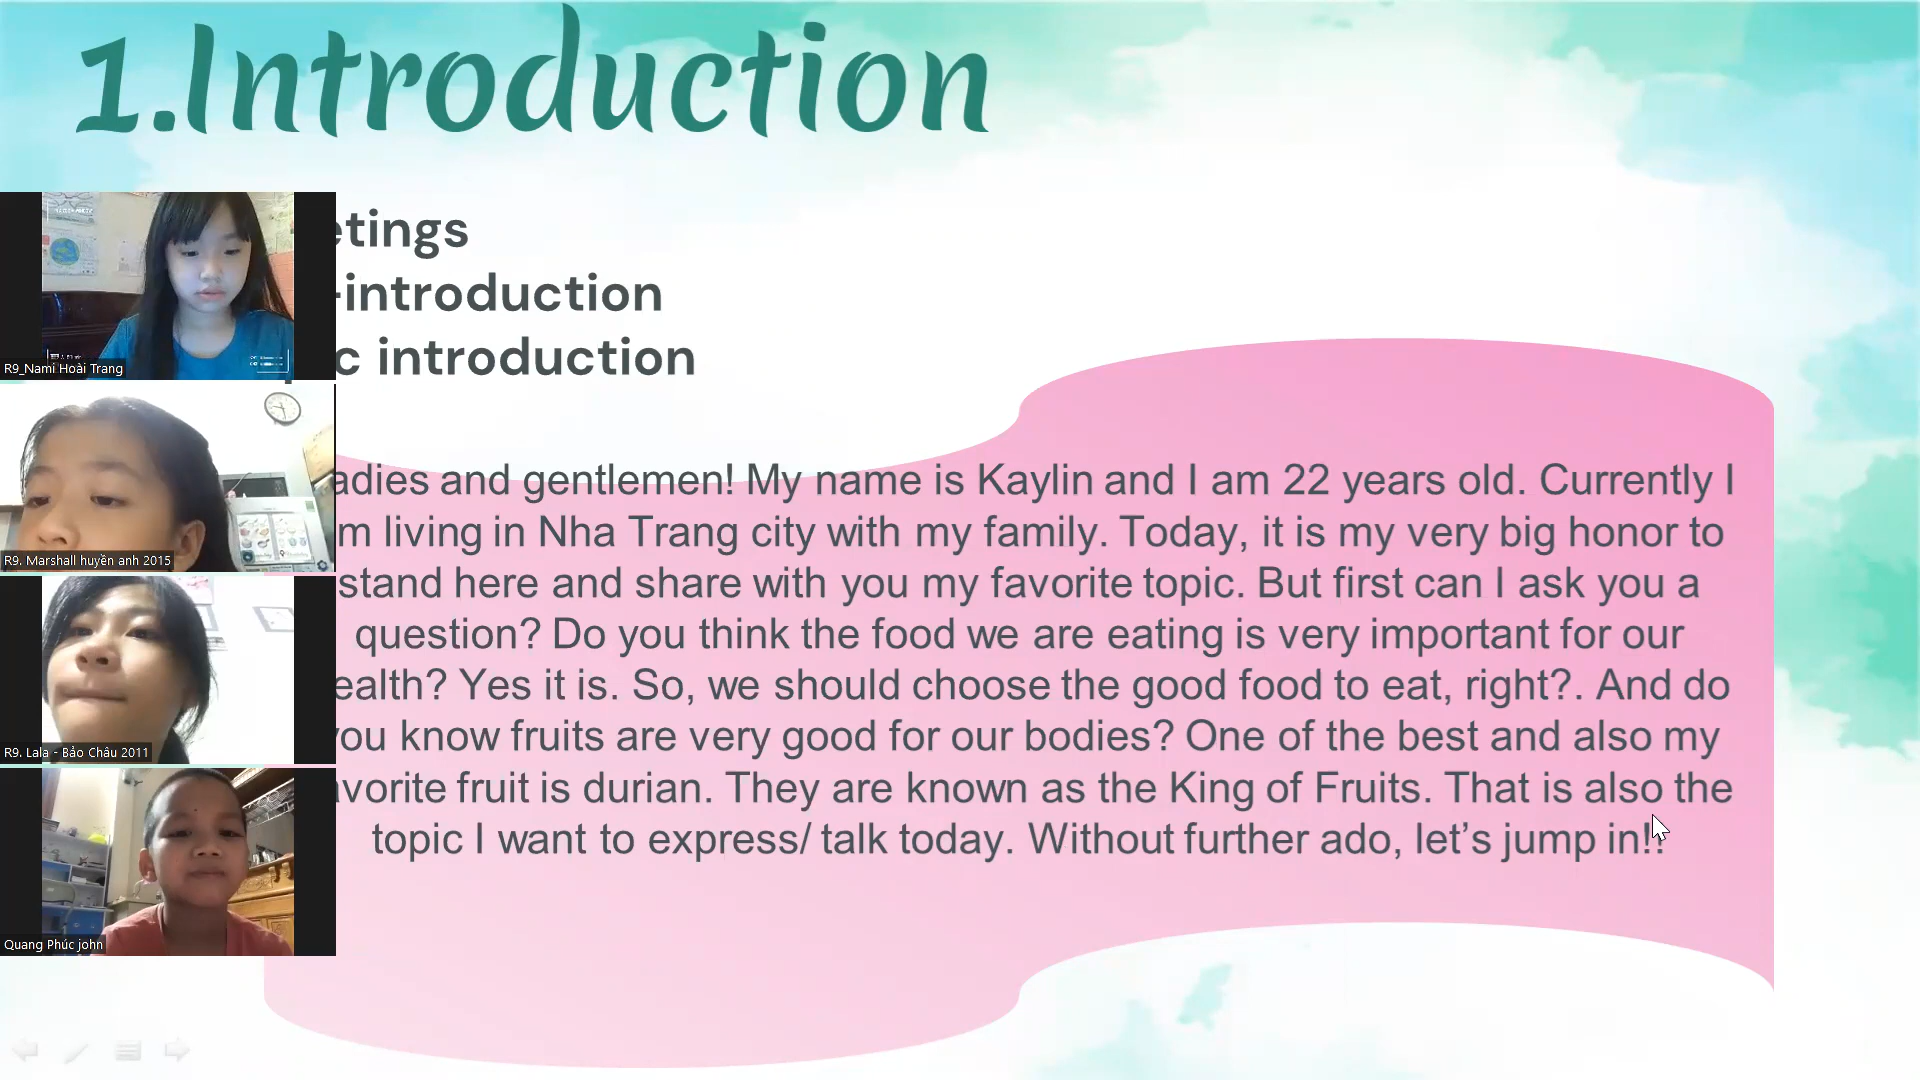 1.Introduction
etings
-introduction
c introduction
adies and gentlemen! My name is Kaylin and I am 22 years old. Currently I
m living in Nha Trang city with my family. Today, it is my very big honor to
stand here and share with you my favorite topic. But first can I ask you a
question? Do you think the food we are eating is very important for our
ealth? Yes it is. So, we should choose the good food to eat, right?. And do
you know fruits are very good for our bodies? One of the best and also my
avorite fruit is durian. They are known as the King of Fruits. That is also the
topic I want to express/ talk today. Without further ado, let’s jump in!!
R9_Nami Hoài Trang
R9. Marshall huyền anh 2015
R9. Lala - Bảo Châu 2011
Quang Phúc john